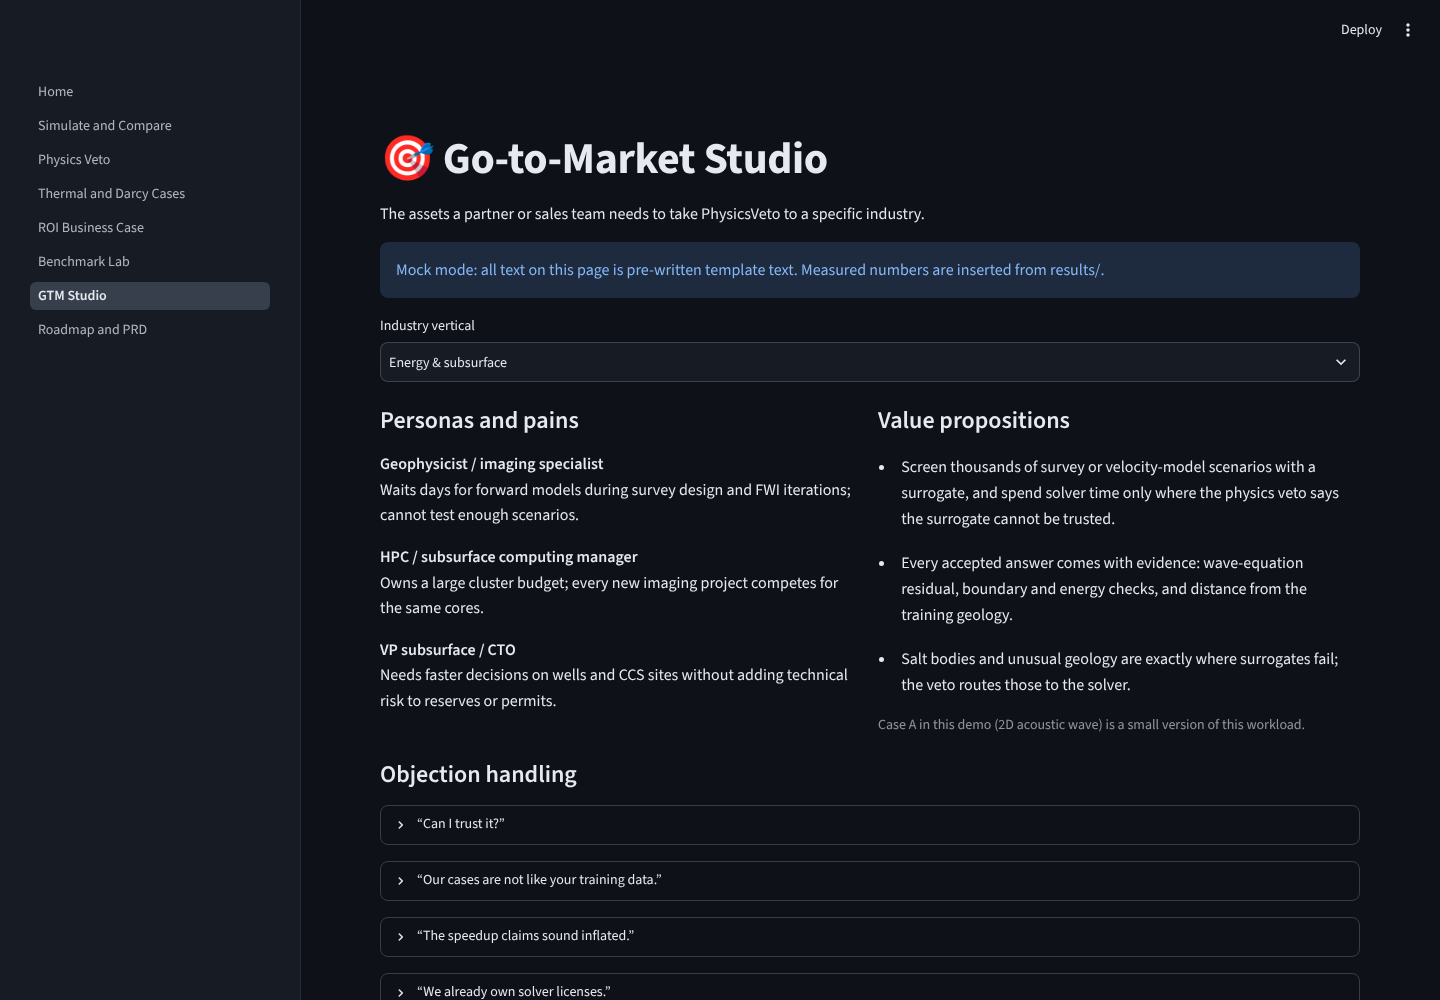 Deploy
Home
Simulate and Compare
Physics Veto
Thermal and Darcy Cases
ROI Business Case
Benchmark Lab
GTM Studio
Roadmap and PRD
Go-to-Market Studio
The assets a partner or sales team needs to take PhysicsVeto to a specific industry.
Mock mode: all text on this page is pre-written template text. Measured numbers are inserted from results/.
Industry vertical
Energy & subsurface
Personas and pains
Geophysicist / imaging specialist
Waits days for forward models during survey design and FWI iterations;
cannot test enough scenarios.
HPC / subsurface computing manager
Owns a large cluster budget; every new imaging project competes for
the same cores.
VP subsurface / CTO
Needs faster decisions on wells and CCS sites without adding technical
risk to reserves or permits.
Value propositions
Screen thousands of survey or velocity-model scenarios with a
surrogate, and spend solver time only where the physics veto says
the surrogate cannot be trusted.
Every accepted answer comes with evidence: wave-equation
residual, boundary and energy checks, and distance from the
training geology.
Salt bodies and unusual geology are exactly where surrogates fail;
the veto routes those to the solver.
Case A in this demo (2D acoustic wave) is a small version of this workload.
Objection handling
“Can I trust it?”
“Our cases are not like your training data.”
“The speedup claims sound inflated.”
“We already own solver licenses.”